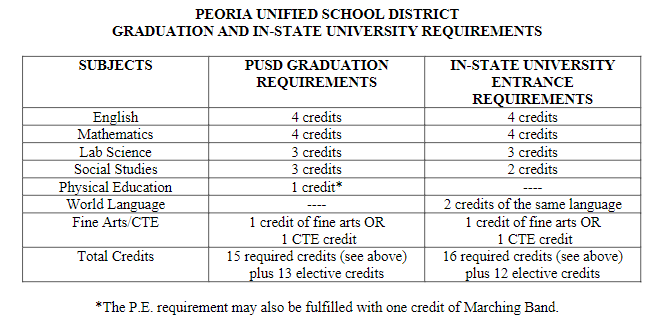 PEORIA UNIFIED SCHOOL DISTRICT
GRADUATION AND IN-STATE UNIVERSITY REQUIREMENTS
SUBJECTS PUSD GRADUATION REQUIREMENTS IN-STATE UNIVERSITY ENTRANCE REQUIREMENTS
English 4 credits 4 credits
Mathematics 4 credits 4 credits
Lab Science 3 credits 3 credits
Social Studies 3 credits 2 credits
Physical Education 1 credit* ----
World Language ---- 2 credits of the same language
Fine Arts/CTE 1 credit of fine arts OR 1 CTE credit 1 credit of fine arts OR 1 CTE credit
Total Credits 15 required credits (see above) plus 13 elective credits 16 required credits (see above) plus 12 elective credits
*The P.E. requirement may also be fulfilled with one credit of Marching Band.